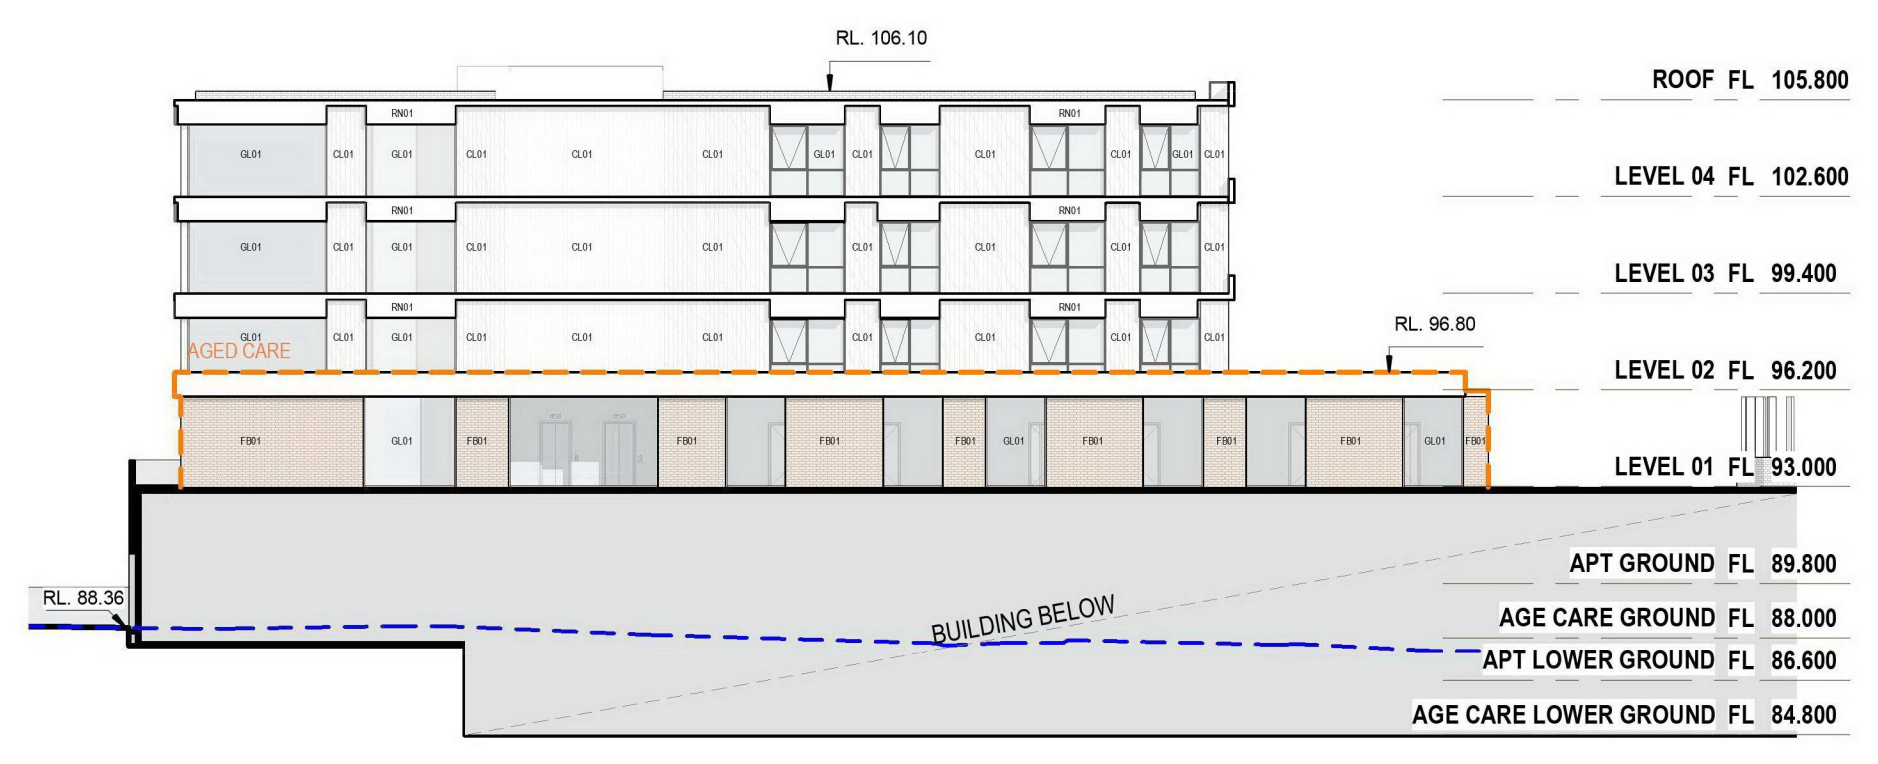 RL. 106.10
ROOF FL 105.800
RN01 RN01
GL01 CL01 GL01 CL01 CL01 CL01 GL01 CL01 CL01 CL01 GL01 CL01
LEVEL 04 FL 102.600
RN01 RN01
GL01 CL01 GL01 CL01 CL01 CL01 CL01 CL01 CL01 CL01
LEVEL 03 FL 99.400
RN01 RN01
RL. 96.80
GL01 CL01 GL01 CL01 CL01 CL01 CL01 CL01 CL01 CL01
AGED CARE
LEVEL 02 FL 96.200
FB01 GL01 FB01 FB01 FB01 FB01 GL01 FB01 FB01 FB01 GL01 FB01
LEVEL 01 FL 93.000
APT GROUND FL 89.800
RL. 88.36
BUILDING BELOW
AGE CARE GROUND FL 88.000
APT LOWER GROUND FL 86.600
AGE CARE LOWER GROUND FL 84.800